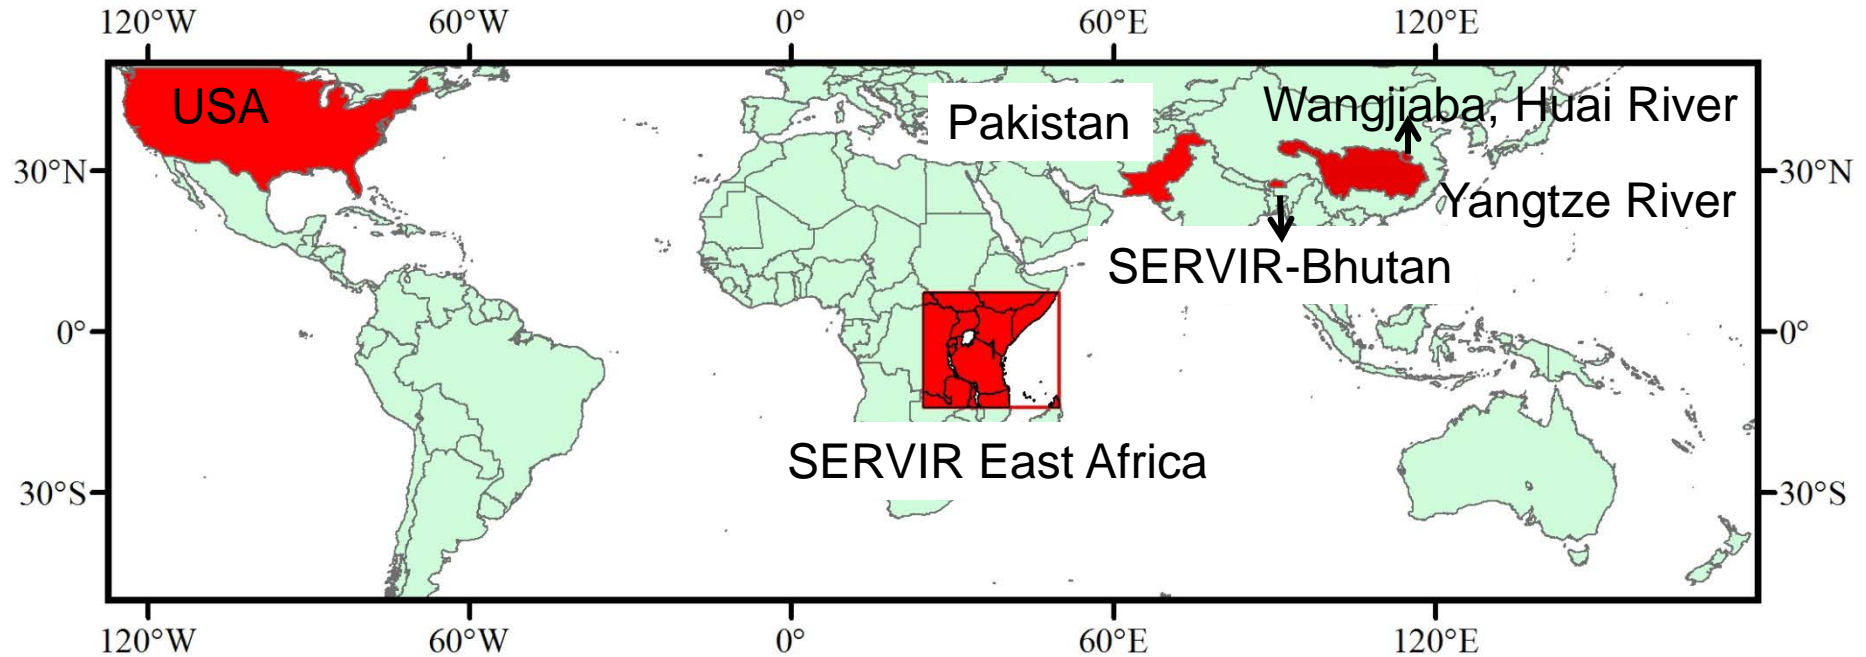 120°W 60°W 0° 60°E 120°E
USA
Pakistan
Wangjiaba, Huai River
30°N 30°N
Yangtze River
SERVIR-Bhutan
0° 0°
SERVIR East Africa
30°S 30°S
120°W 60°W 0° 60°E 120°E